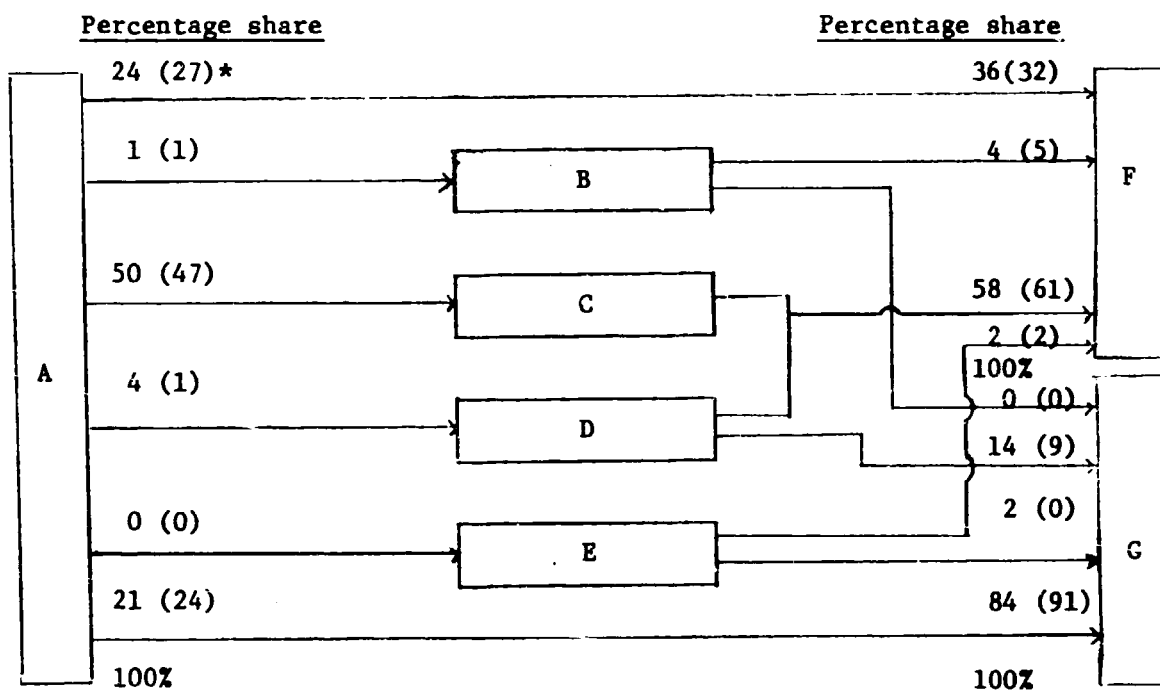 Percentage share Percentage share
24 (27)* 36(32)
1 (1) 4 (5)
B
F
50 (47) 58 (61)
C
2 (2)
A 100%
4 (1) 0 (0)
D
14 (9)
0 (0) 2 (0)
E G
21 (24) 84 (91)
100% 100%